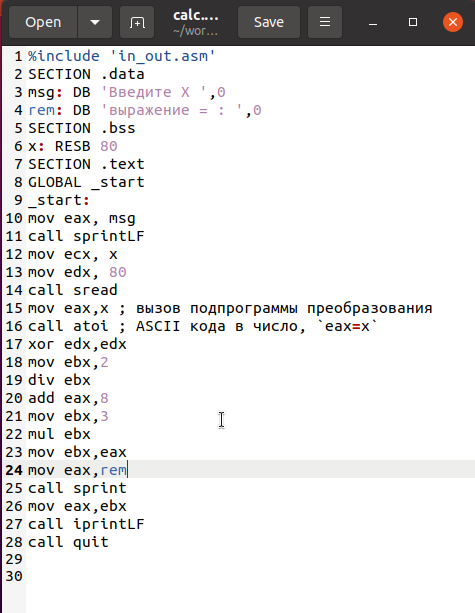 Open calc.... Save
~/wor...
1 %include 'in_out.asm'
2 SECTION .data
3 msg: DB 'Введите X ',0
4 rem: DB 'выражение = : ',0
5 SECTION .bss
6 x: RESB 80
7 SECTION .text
8 GLOBAL _start
9 _start:
10 mov eax, msg
11 call sprintLF
12 mov ecx, x
13 mov edx, 80
14 call sread
15 mov eax,x ; вызов подпрограммы преобразования
16 call atoi ; ASCII кода в число, `eax=x`
17 xor edx,edx
18 mov ebx,2
19 div ebx
20 add eax,8
21 mov ebx,3
22 mul ebx
23 mov ebx,eax
24 mov eax,rem
25 call sprint
26 mov eax,ebx
27 call iprintLF
28 call quit
29
30